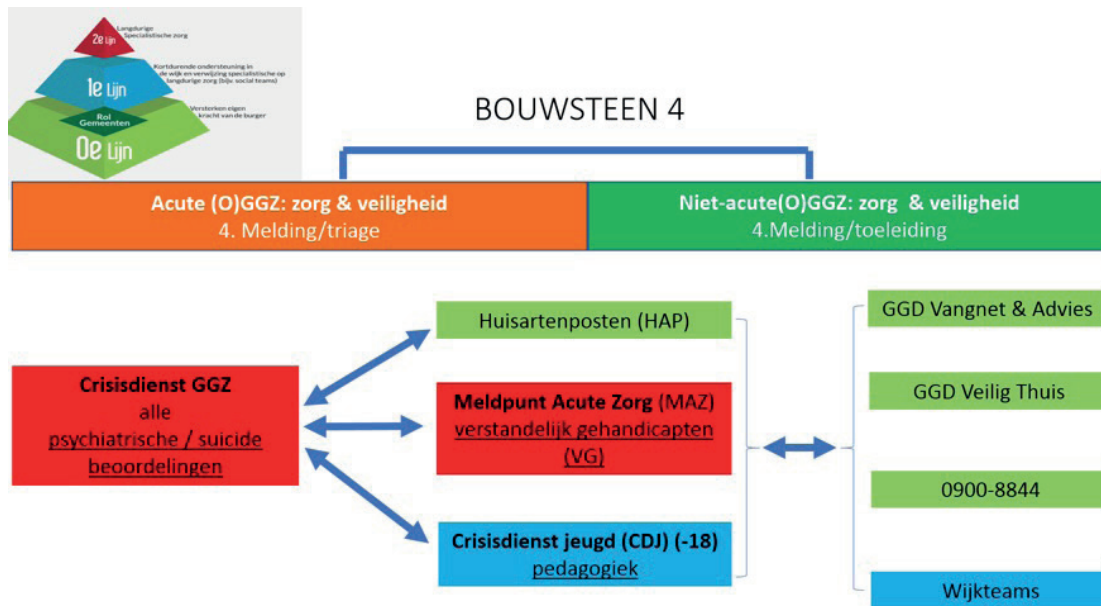 2e Lijn
Langdurige
Specialistische zorg
1e Lijn
Kortdurende ondersteuning in
de wijk en verwijzing specialistische op
langdurige zorg (bijv. social teams)
Rol
Gemeenten
0e Lijn
Versterken eigen
kracht van de burger
BOUWSTEEN 4
Acute (O)GGZ: zorg & veiligheid
4. Melding/triage
Niet-acute(O)GGZ: zorg & veiligheid
4.Melding/toeleiding
Crisisdienst GGZ
alle
psychiatrische / suicide
beoordelingen
Huisartenposten (HAP)
Meldpunt Acute Zorg (MAZ)
verstandelijk gehandicapten
(VG)
Crisisdienst jeugd (CDJ) (-18)
pedagogiek
GGD Vangnet & Advies
GGD Veilig Thuis
0900-8844
Wijkteams